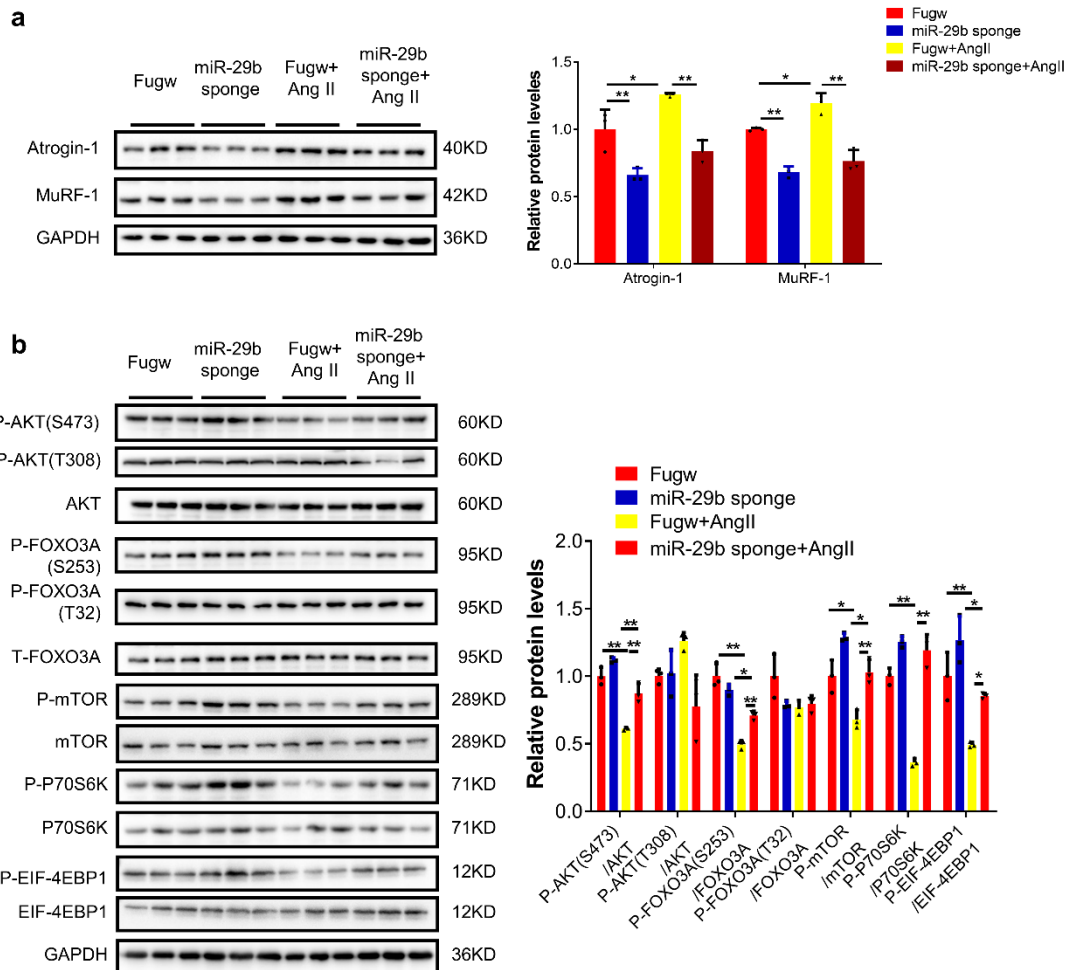 a
Fugw
miR-29b
sponge
Fugw+
Ang II
miR-29b
sponge+
Ang II
Atrogin-1
40KD
MuRF-1
42KD
GAPDH
36KD
Fugw
miR-29b sponge
Fugw+AngII
miR-29b sponge+AngII
Relative protein leveles
1.5
1.0
0.5
0.0
*
**
**
*
**
**
Atrogin-1
MuRF-1
b
Fugw
miR-29b
sponge
Fugw+
Ang II
miR-29b
sponge+
Ang II
P-AKT(S473)
60KD
P-AKT(T308)
60KD
AKT
60KD
P-FOXO3A
(S253)
95KD
P-FOXO3A
(T32)
95KD
T-FOXO3A
95KD
P-mTOR
289KD
mTOR
289KD
P-P70S6K
71KD
P70S6K
71KD
P-EIF-4EBP1
12KD
EIF-4EBP1
12KD
GAPDH
36KD
Fugw
miR-29b sponge
Fugw+AngII
miR-29b sponge+AngII
Relative protein levels
2.0
1.5
1.0
0.5
0.0
**
**
**
**
*
**
*
*
**
**
**
**
*
*
P-AKT(S473)
/AKT
P-AKT(T308)
/AKT
P-FOXO3A(S253)
/FOXO3A
P-FOXO3A(T32)
/FOXO3A
P-mTOR
/mTOR
P-P70S6K
/P70S6K
P-EIF-4EBP1
/EIF-4EBP1